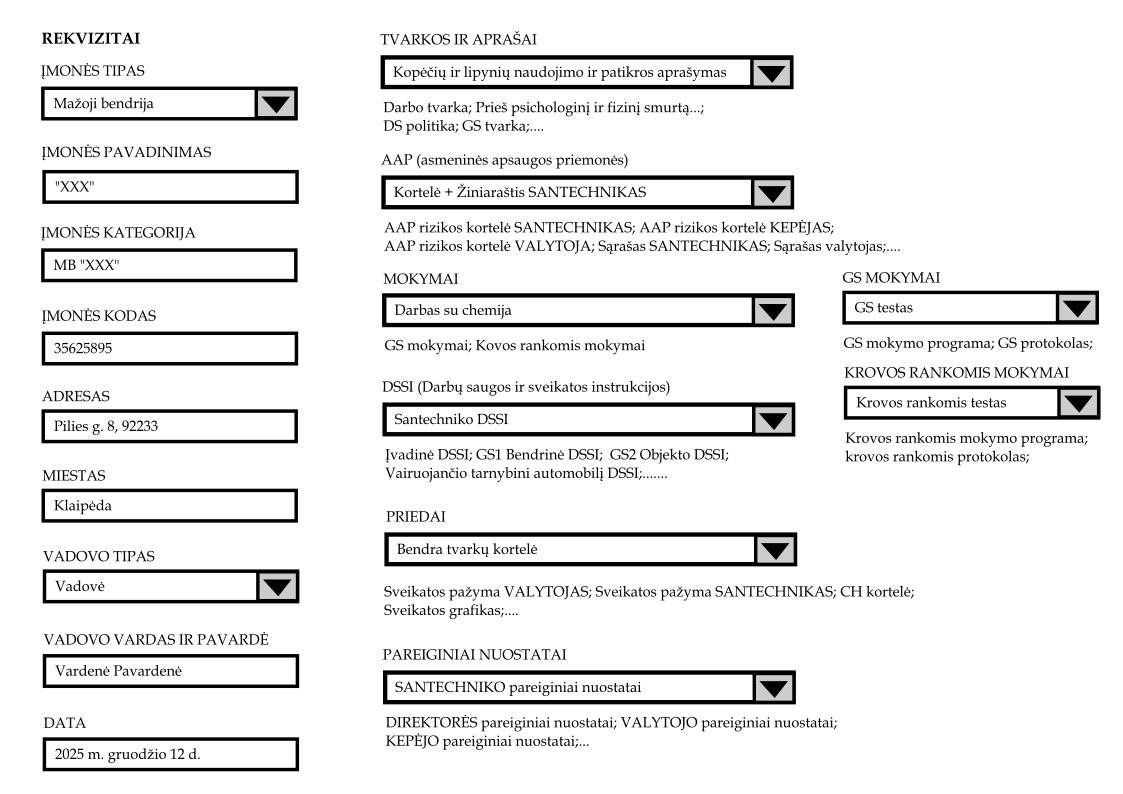 REKVIZITAI
ĮMONĖS TIPAS
Mažoji bendrija
ĮMONĖS PAVADINIMAS
"XXX"
ĮMONĖS KATEGORIJA
MB "XXX"
ĮMONĖS KODAS
35625895
ADRESAS
Pilies g. 8, 92233
MIESTAS
Klaipėda
VADOVO TIPAS
Vadovė
VADOVO VARDAS IR PAVARDĖ
Vardenė Pavardenė
DATA
2025 m. gruodžio 12 d.
TVARKOS IR APRAŠAI
Kopėčių ir lipynių naudojimo ir patikros aprašymas
Darbo tvarka; Prieš psichologinį ir fizinį smurtą...;
DS politika; GS tvarka;....
AAP (asmeninės apsaugos priemonės)
Kortelė + Žiniaraštis SANTECHNIKAS
AAP rizikos kortelė SANTECHNIKAS; AAP rizikos kortelė KEPĖJAS;
AAP rizikos kortelė VALYTOJA; Sąrašas SANTECHNIKAS; Sąrašas valytojas;....
MOKYMAI
Darbas su chemija
GS mokymai; Kovos rankomis mokymai
DSSI (Darbų saugos ir sveikatos instrukcijos)
Santechniko DSSI
Įvadinė DSSI; GS1 Bendrinė DSSI;  GS2 Objekto DSSI;
Vairuojančio tarnybini automobilį DSSI;.......
PRIEDAI
Bendra tvarkų kortelė
Sveikatos pažyma VALYTOJAS; Sveikatos pažyma SANTECHNIKAS; CH kortelė;
Sveikatos grafikas;....
PAREIGINIAI NUOSTATAI
SANTECHNIKO pareiginiai nuostatai
DIREKTORĖS pareiginiai nuostatai; VALYTOJO pareiginiai nuostatai;
KEPĖJO pareiginiai nuostatai;...
GS MOKYMAI
GS testas
GS mokymo programa; GS protokolas;
KROVOS RANKOMIS MOKYMAI
Krovos rankomis testas
Krovos rankomis mokymo programa;
krovos rankomis protokolas;